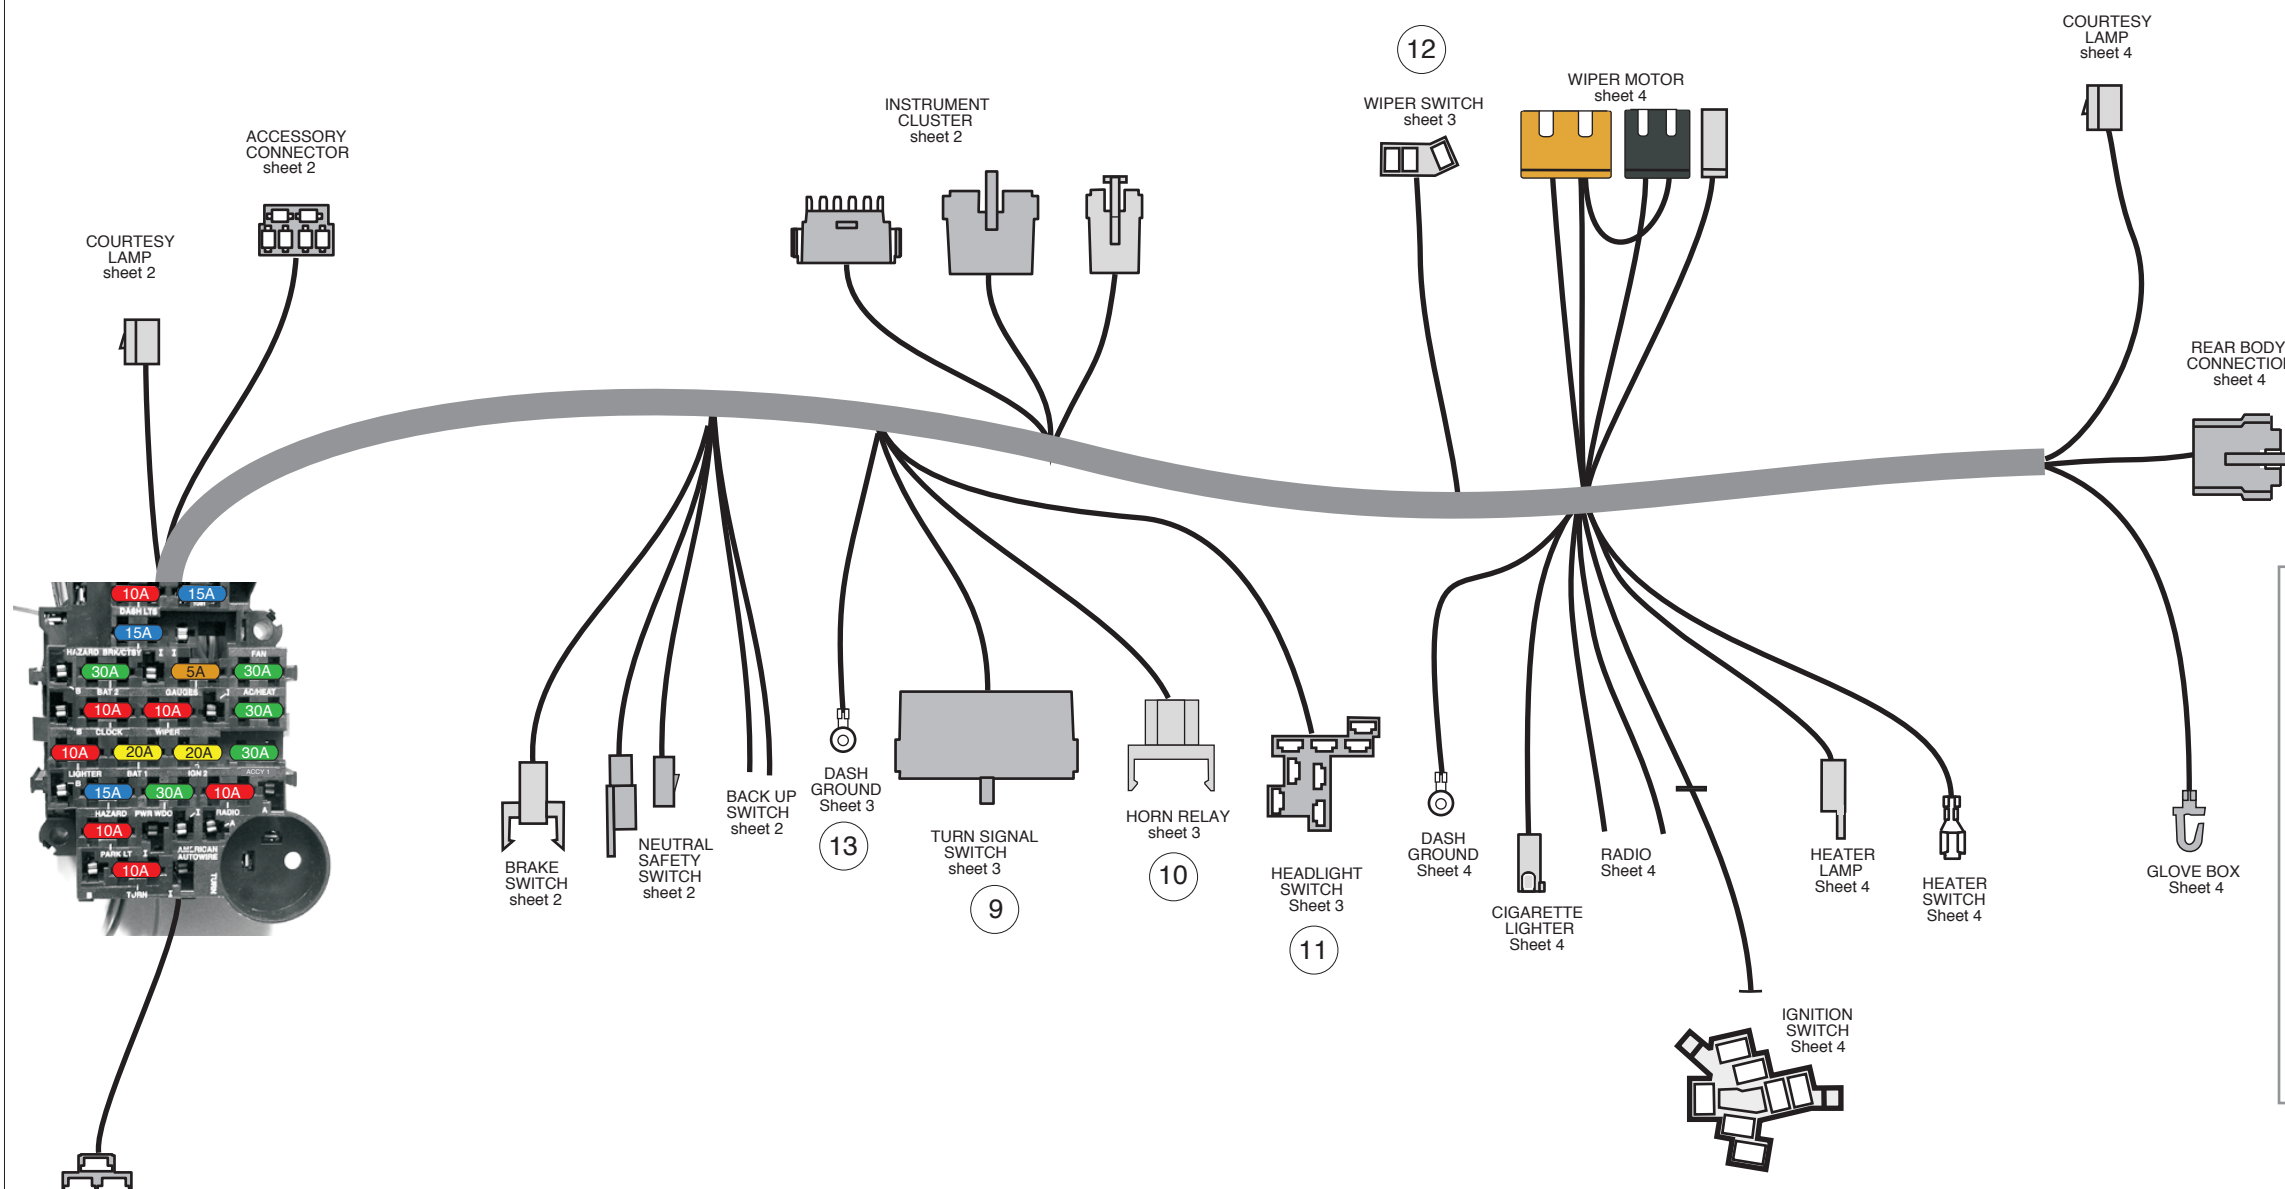 12
COURTESY
LAMP
sheet 4
WIPER MOTOR
sheet 4
WIPER SWITCH
sheet 3
INSTRUMENT
CLUSTER
sheet 2
ACCESSORY
CONNECTOR
sheet 2
COURTESY
LAMP
sheet 2
REAR BODY
CONNECTIO
sheet 4
10A 15A
DASH LTS
15A
HAZARD BRK/CTSY I I FAN
30A 5A 30A
B BAT 2 GAUGES I AC/HEAT
10A 10A 30A
B CLOCK WIPER
10A 20A 20A 30A
LIGHTER BAT 1 IGN 2 ACCY 1
15A 30A 10A
HAZARD PWR WDO I RADIO A
10A A
PARK LT I AMERICAN
AUTOWIRE
10A
TURN
B TURN I
BRAKE
SWITCH
sheet 2
NEUTRAL
SAFETY
SWITCH
sheet 2
BACK UP
SWITCH
sheet 2
DASH
GROUND
Sheet 3
13
TURN SIGNAL
SWITCH
sheet 3
9
HORN RELAY
sheet 3
10
HEADLIGHT
SWITCH
Sheet 3
11
DASH
GROUND
Sheet 4
CIGARETTE
LIGHTER
Sheet 4
RADIO
Sheet 4
IGNITION
SWITCH
Sheet 4
HEATER
LAMP
Sheet 4
HEATER
SWITCH
Sheet 4
GLOVE BOX
Sheet 4